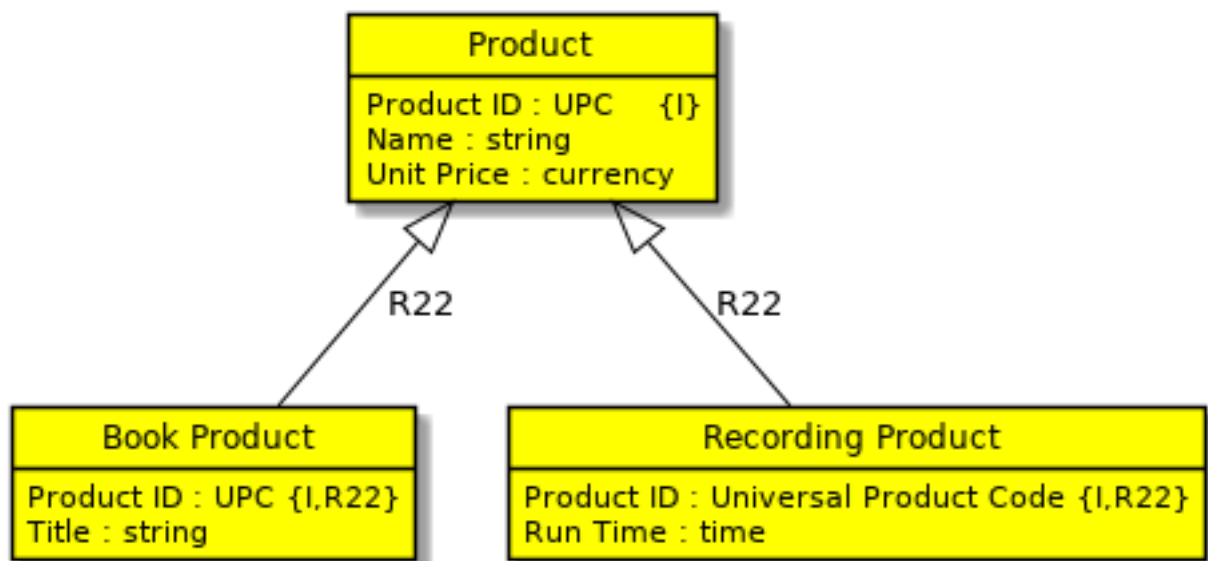 Product
Product ID : UPC {I}
Name : string
Unit Price : currency
R22
R22
Book Product
Product ID : UPC {I,R22}
Title : string
Recording Product
Product ID : Universal Product Code {I,R22}
Run Time : time